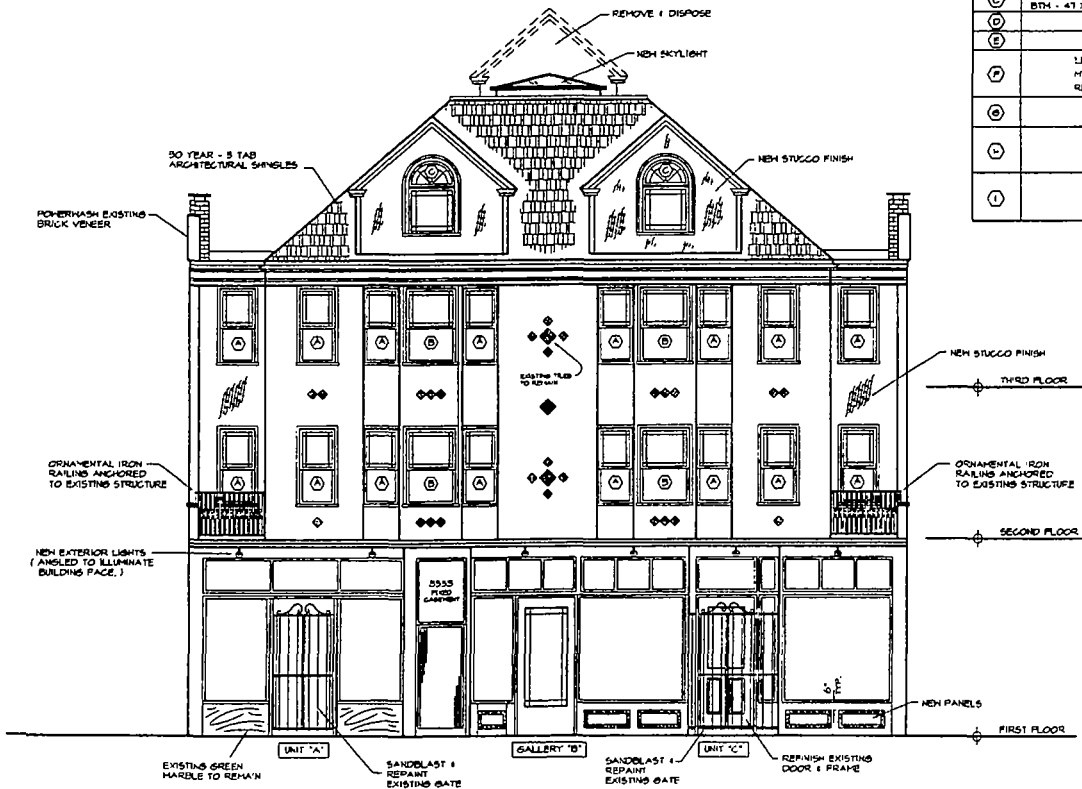 REMOVE & DISPOSE
NEW SKYLIGHT
C
BTM - 47
D
E
F
G
H
I
30 YEAR - 3 TAB
ARCHITECTURAL SHINGLES
C
C
NEW STUCCO FINISH
POWERWASH EXISTING
BRICK VENEER
A
A
A
B
A
A
B
A
A
A
EXISTING TILES
TO REMAIN
NEW STUCCO FINISH
THIRD FLOOR
A
A
A
B
A
A
B
A
A
A
ORNAMENTAL IRON
RAILING ANCHORED
TO EXISTING STRUCTURE
ORNAMENTAL IRON
RAILING ANCHORED
TO EXISTING STRUCTURE
SECOND FLOOR
NEW EXTERIOR LIGHTS
( ANGLED TO ILLUMINATE
BUILDING FACE. )
FIXED
CASEMENT
6"
TYP.
NEW PANELS
FIRST FLOOR
UNIT "A"
GALLERY "B"
UNIT "C"
EXISTING GREEN
MARBLE TO REMAIN
SANDBLAST &
REPAINT
EXISTING GATE
SANDBLAST &
REPAINT
EXISTING GATE
REFINISH EXISTING
DOOR & FRAME